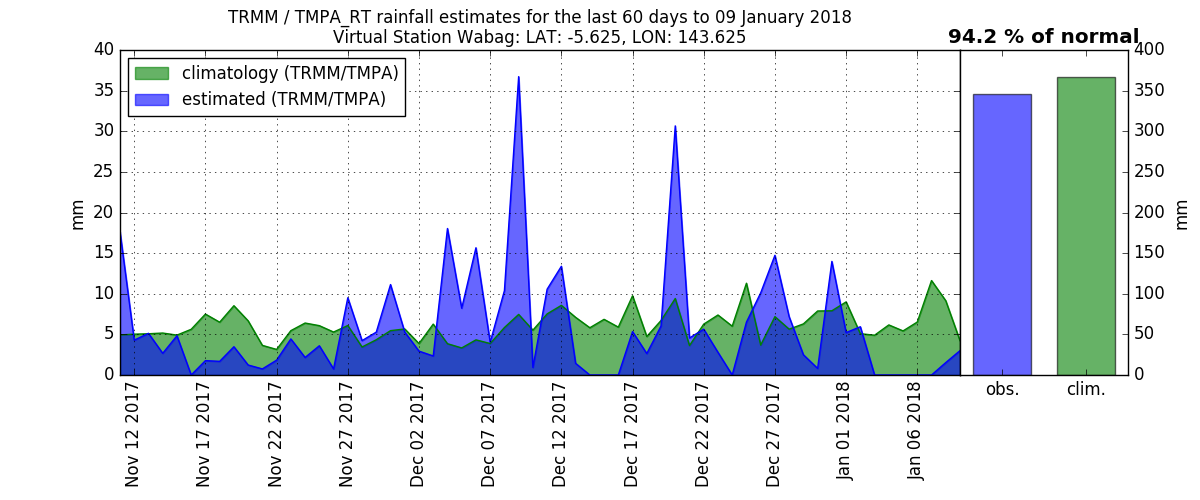 TRMM / TMPA_RT rainfall estimates for the last 60 days to 09 January 2018
Virtual Station Wabag: LAT: -5.625, LON: 143.625
94.2 % of normal
climatology (TRMM/TMPA)
estimated (TRMM/TMPA)
40
35
30
25
20
15
10
5
0
mm
400
350
300
250
200
150
100
50
0
mm
Nov 12 2017
Nov 17 2017
Nov 22 2017
Nov 27 2017
Dec 02 2017
Dec 07 2017
Dec 12 2017
Dec 17 2017
Dec 22 2017
Dec 27 2017
Jan 01 2018
Jan 06 2018
obs.
clim.